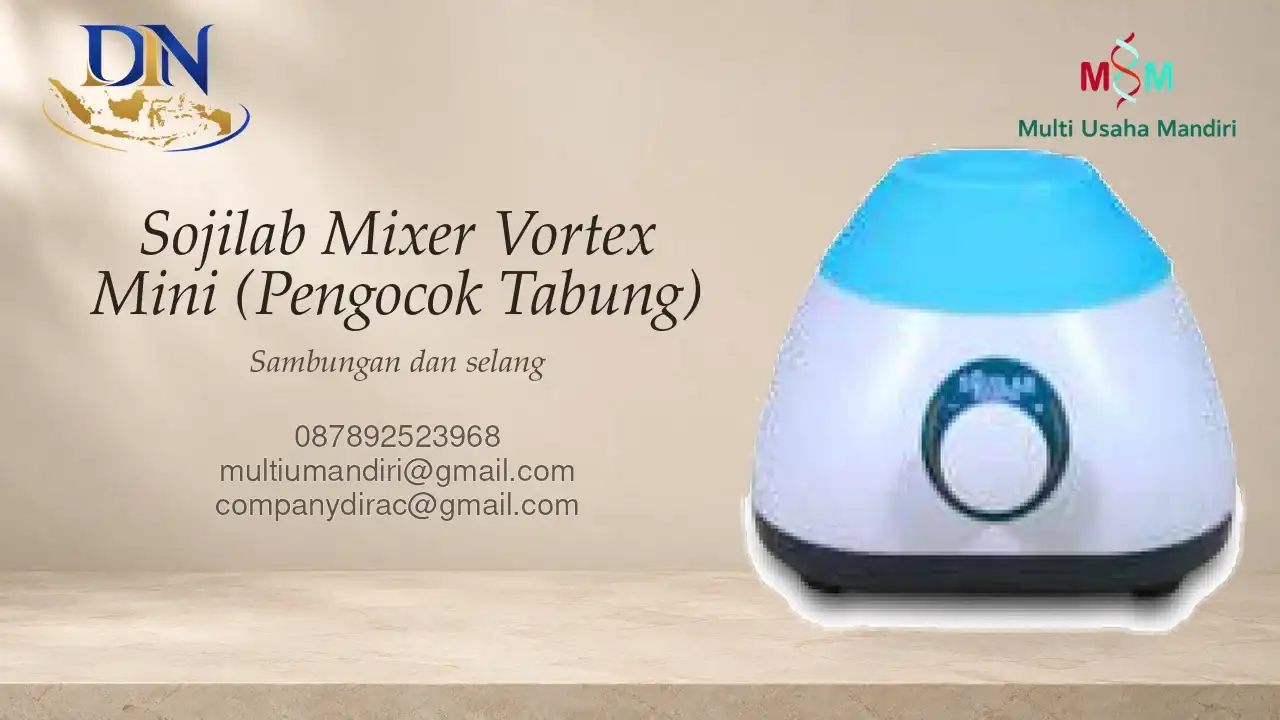 DN
M M
Multi Usaha Mandiri
Sojilab Mixer Vortex
Mini (Pengocok Tabung)
Sambungan dan selang
087892523968
multiumandiri@gmail.com
companydirac@gmail.com